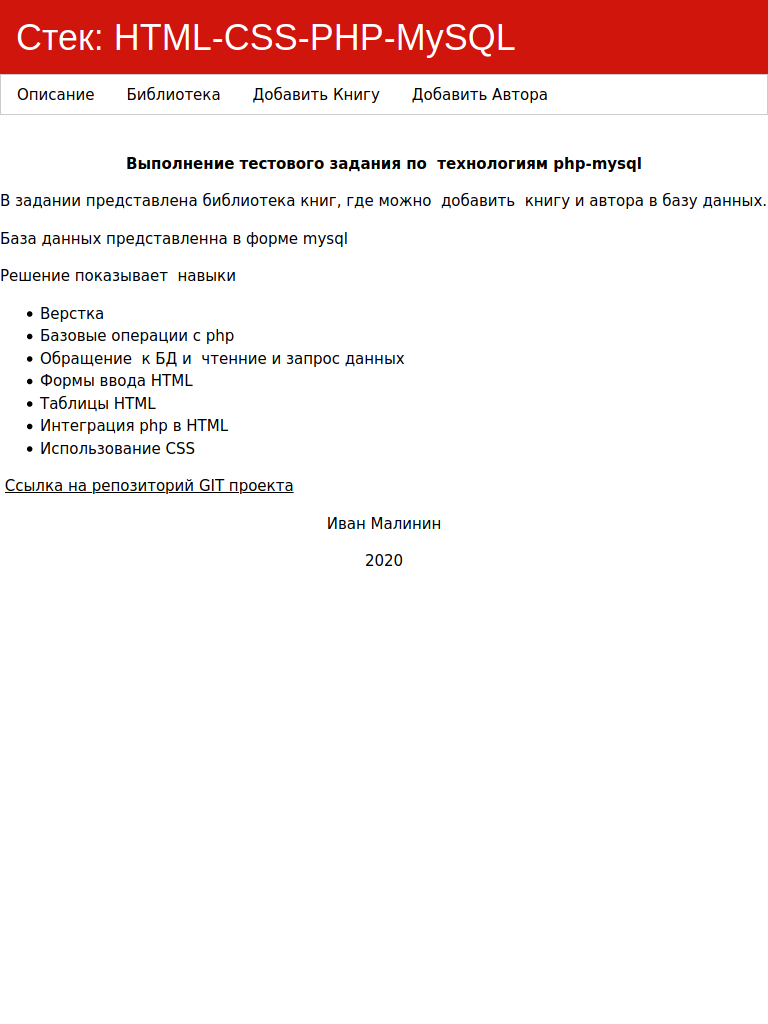 Стек: HTML-CSS-PHP-MySQL
Описание Библиотека Добавить Книгу Добавить Автора
Выполнение тестового задания по  технологиям php-mysql
В задании представлена библиотека книг, где можно  добавить  книгу и автора в базу данных.
База данных представленна в форме mysql
Решение показывает  навыки
• Верстка
• Базовые операции с php
• Обращение  к БД и  чтенние и запрос данных
• Формы ввода HTML
• Таблицы HTML
• Интеграция php в HTML
• Использование CSS
Ссылка на репозиторий GIT проекта
Иван Малинин
2020